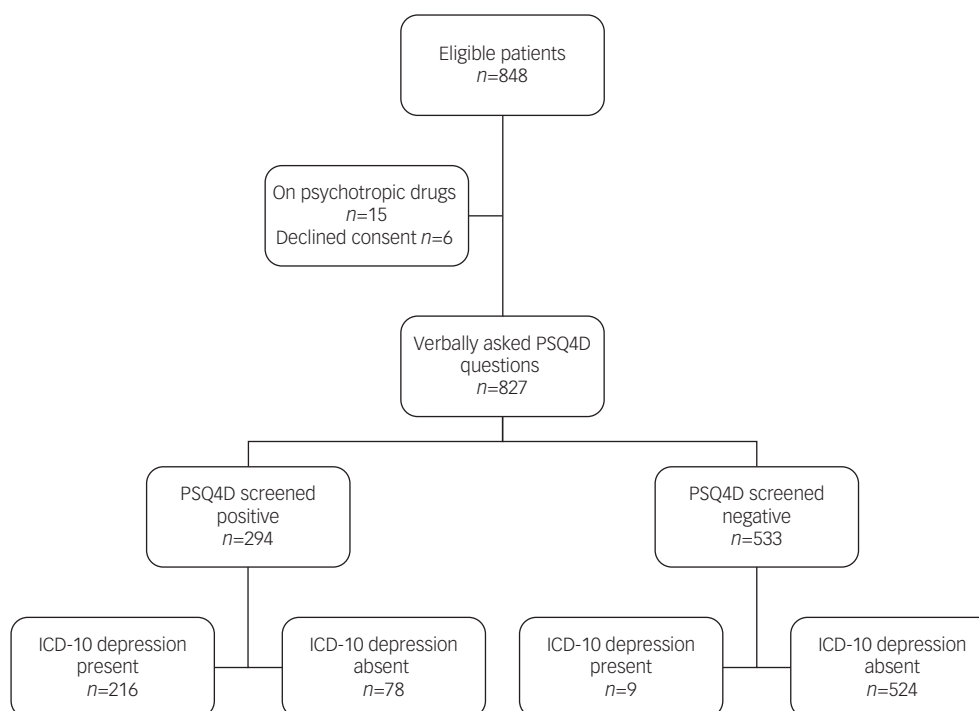 Eligible patients
n=848
On psychotropic drugs
n=15
Declined consent n=6
Verbally asked PSQ4D
questions
n=827
PSQ4D screened
positive
n=294
PSQ4D screened
negative
n=533
ICD-10 depression
present
n=216
ICD-10 depression
absent
n=78
ICD-10 depression
present
n=9
ICD-10 depression
absent
n=524